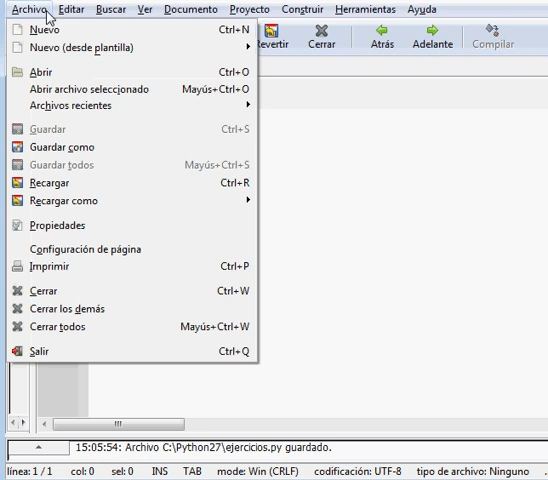 Archivo Editar Buscar Ver Documento Proyecto Construir Herramientas Ayuda
Nuevo Ctrl+N
Nuevo (desde plantilla)
Revertir Cerrar Atrás Adelante Compilar
Abrir Ctrl+O
Abrir archivo seleccionado Mayús+Ctrl+O
Archivos recientes
Guardar Ctrl+S
Guardar como
Guardar todos Mayús+Ctrl+S
Recargar Ctrl+R
Recargar como
Propiedades
Configuración de página
Imprimir Ctrl+P
Cerrar Ctrl+W
Cerrar los demás
Cerrar todos Mayús+Ctrl+W
Salir Ctrl+Q
15:05:54: Archivo C:\Python27\ejercicios.py guardado.
línea: 1 / 1 col: 0 sel: 0 INS TAB modo: Win (CRLF) codificación: UTF-8 tipo de archivo: Ninguno